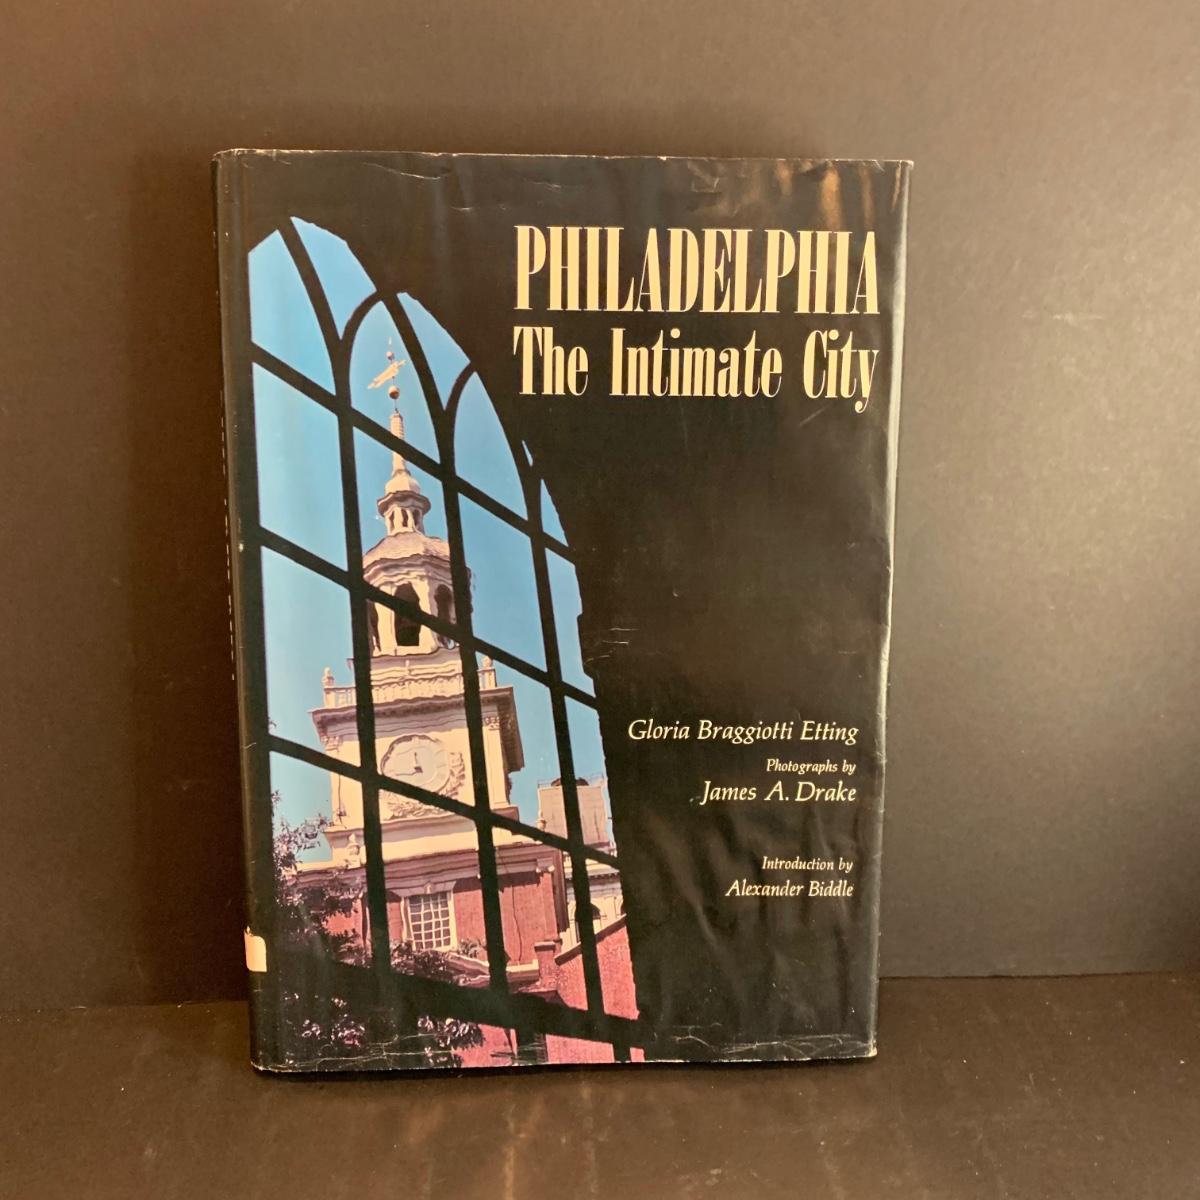 PHILADELPHIA
The Intimate City
Gloria Braggiotti Etting
Photographs by
James A. Drake
Introduction by
Alexander Biddle